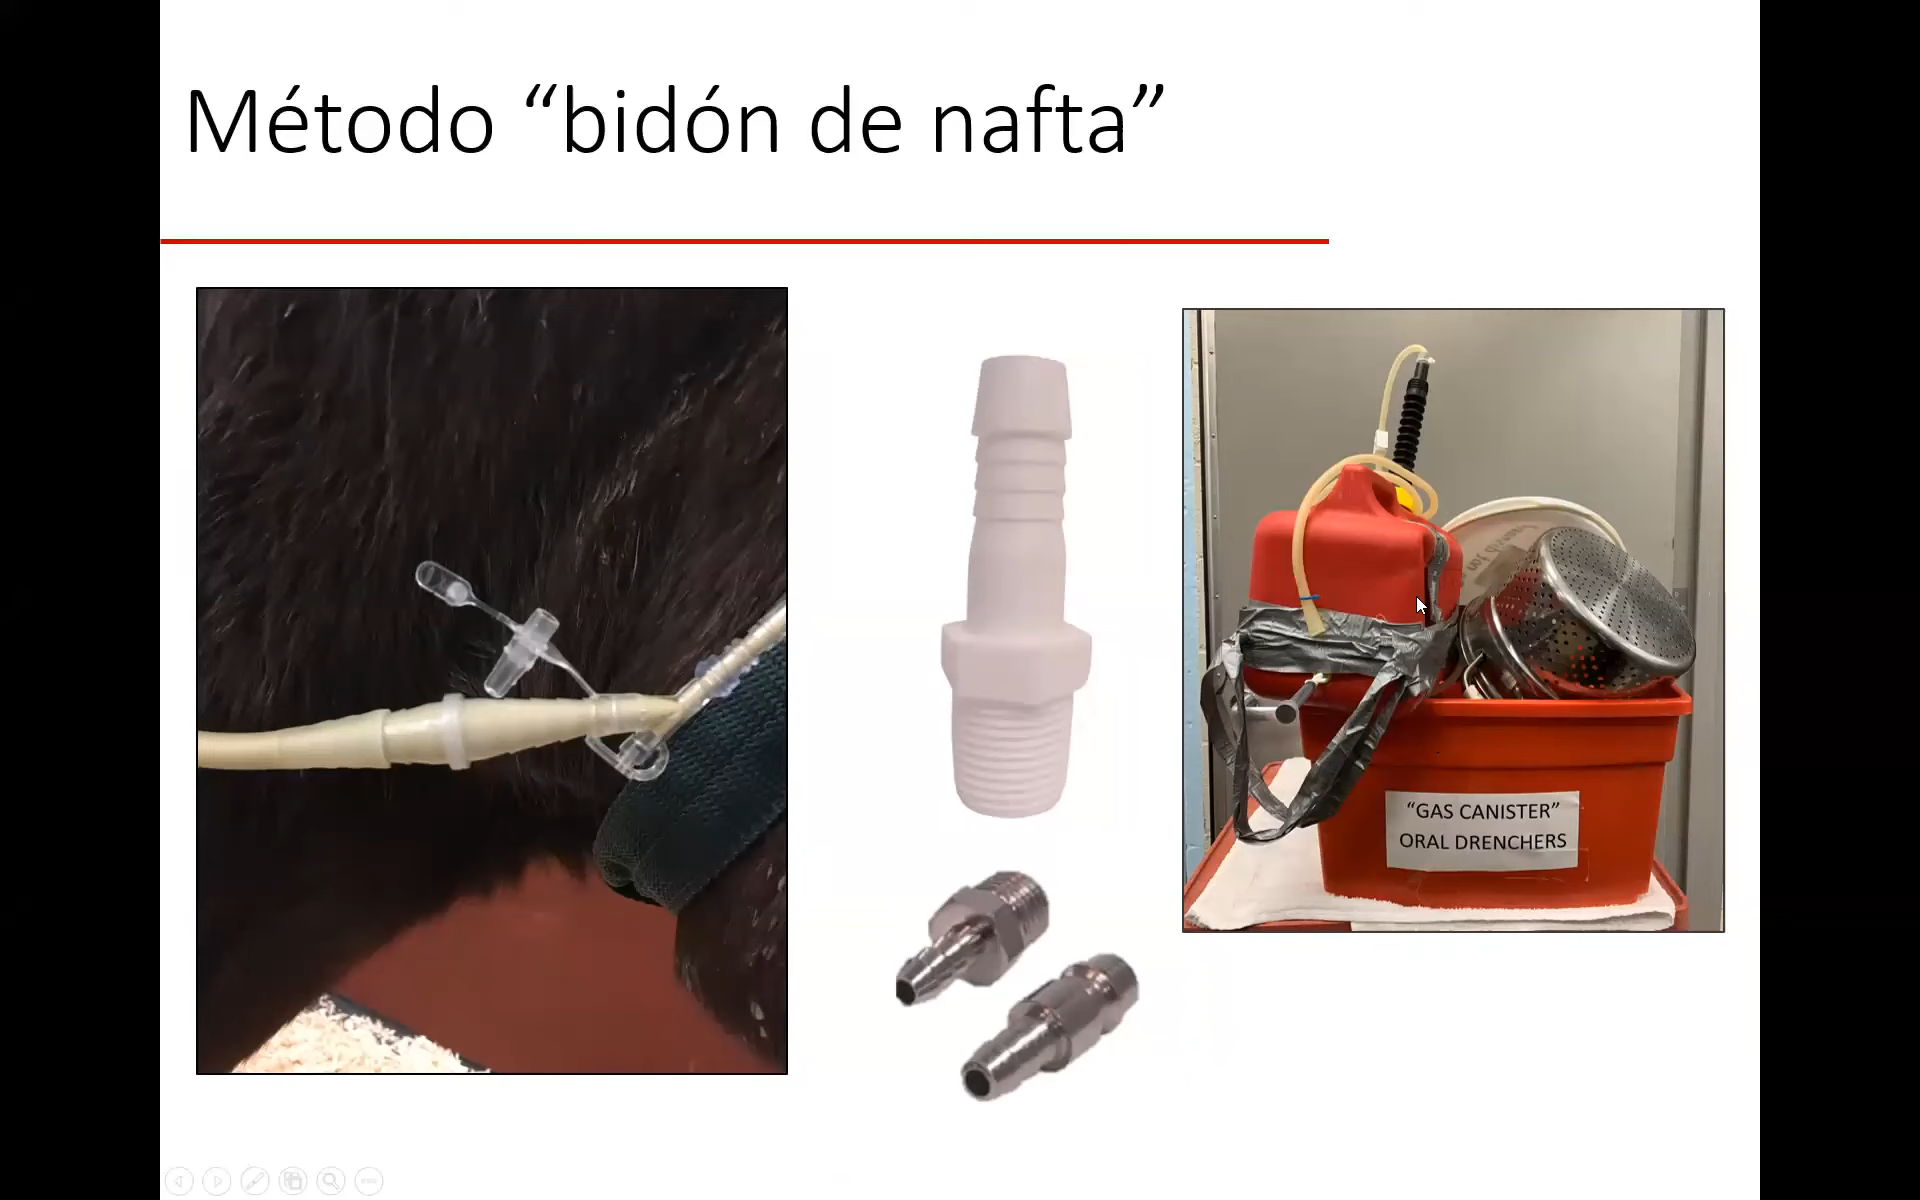 Método “bidón de nafta”
“GAS CANISTER”
ORAL DRENCHERS